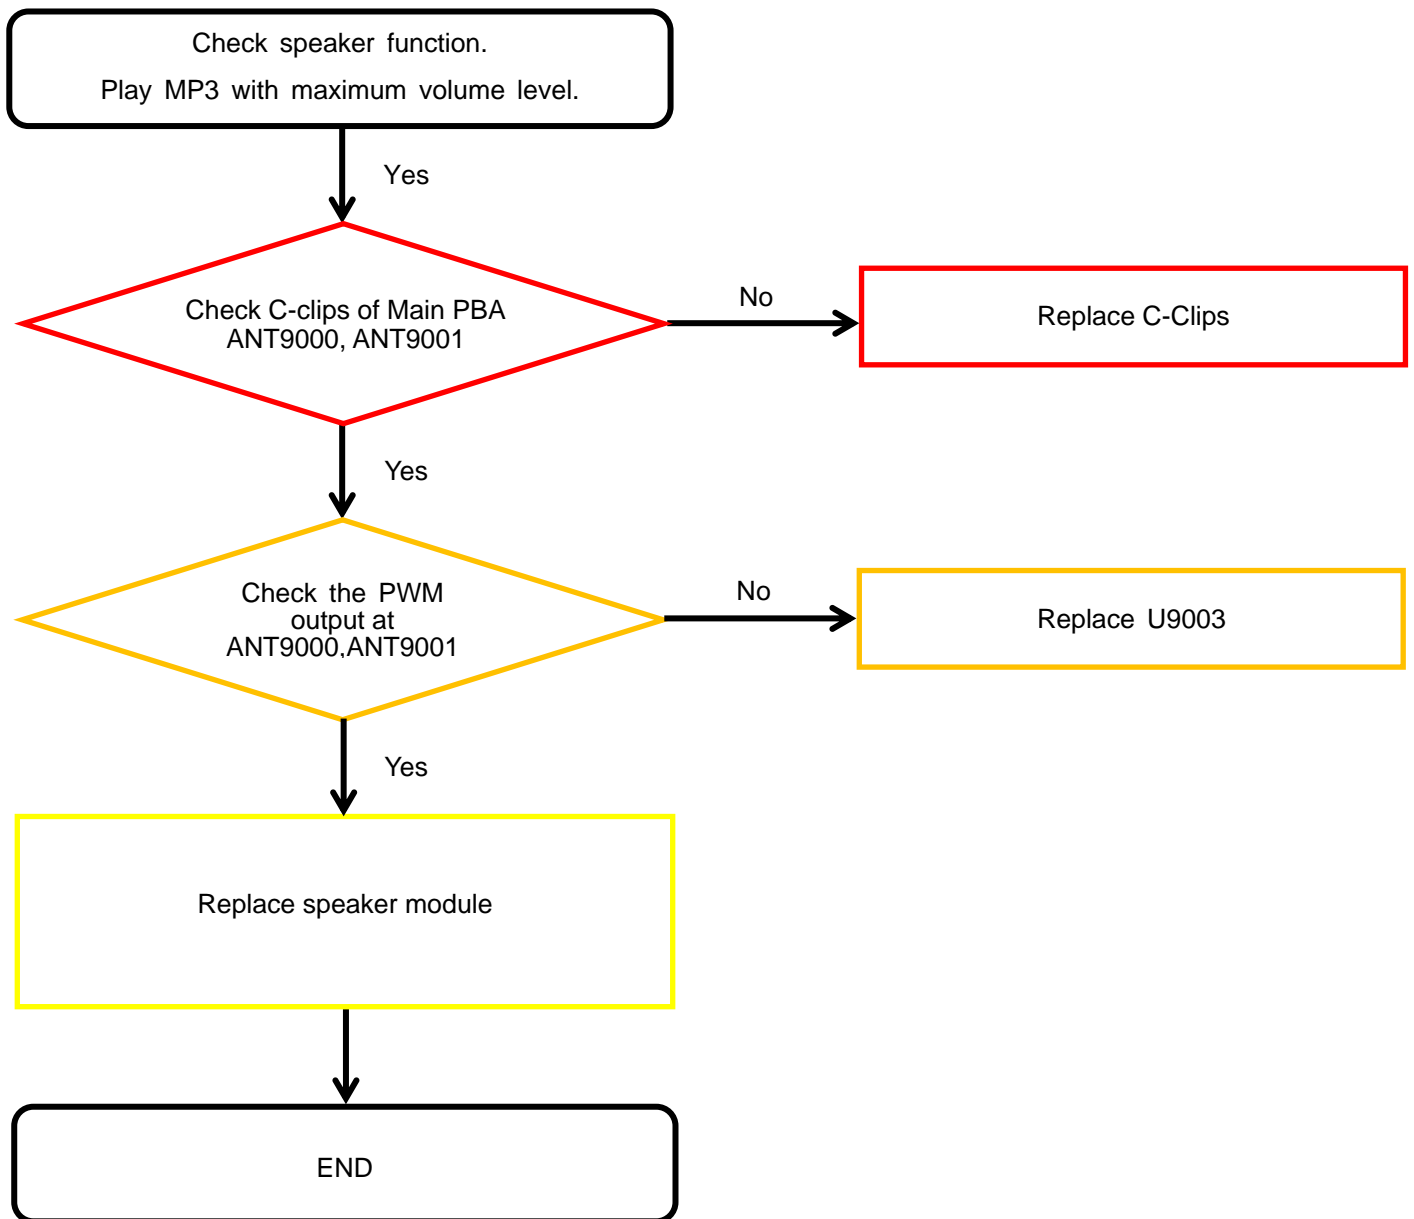 Check speaker function.
Play MP3 with maximum volume level.
Yes
Check C-clips of Main PBA
ANT9000, ANT9001
No
Replace C-Clips
Yes
Check the PWM
output at
ANT9000,ANT9001
No
Replace U9003
Yes
Replace speaker module
END